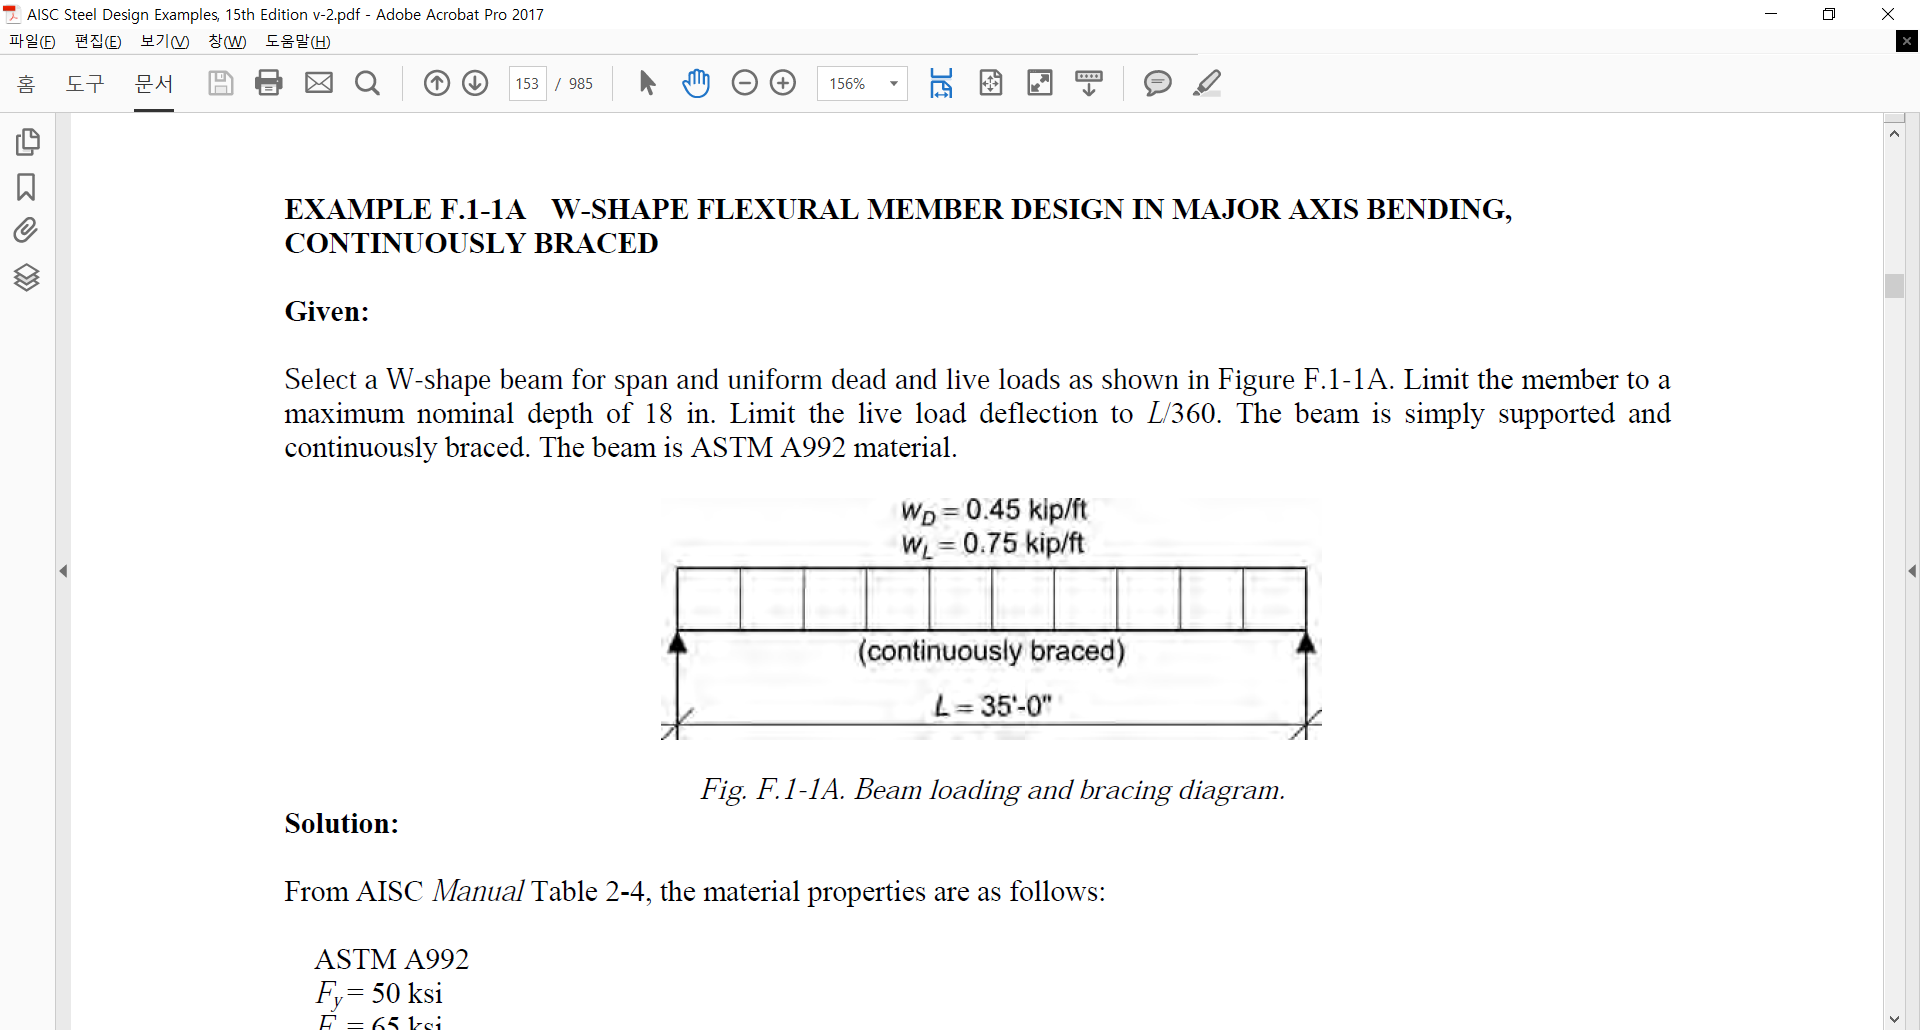 AISC Steel Design Examples, 15th Edition v-2.pdf - Adobe Acrobat Pro 2017
파일(F) 편집(E) 보기(V) 창(W) 도움말(H)
홈 도구 문서 153 / 985 156%
EXAMPLE F.1-1A W-SHAPE FLEXURAL MEMBER DESIGN IN MAJOR AXIS BENDING,
CONTINUOUSLY BRACED
Given:
Select a W-shape beam for span and uniform dead and live loads as shown in Figure F.1-1A. Limit the member to a
maximum nominal depth of 18 in. Limit the live load deflection to L/360. The beam is simply supported and
continuously braced. The beam is ASTM A992 material.
wD = 0.45 kip/ft
wL = 0.75 kip/ft
(continuously braced)
L = 35'-0"
Fig. F.1-1A. Beam loading and bracing diagram.
Solution:
From AISC Manual Table 2-4, the material properties are as follows:
ASTM A992
Fy = 50 ksi
F = 65 ksi